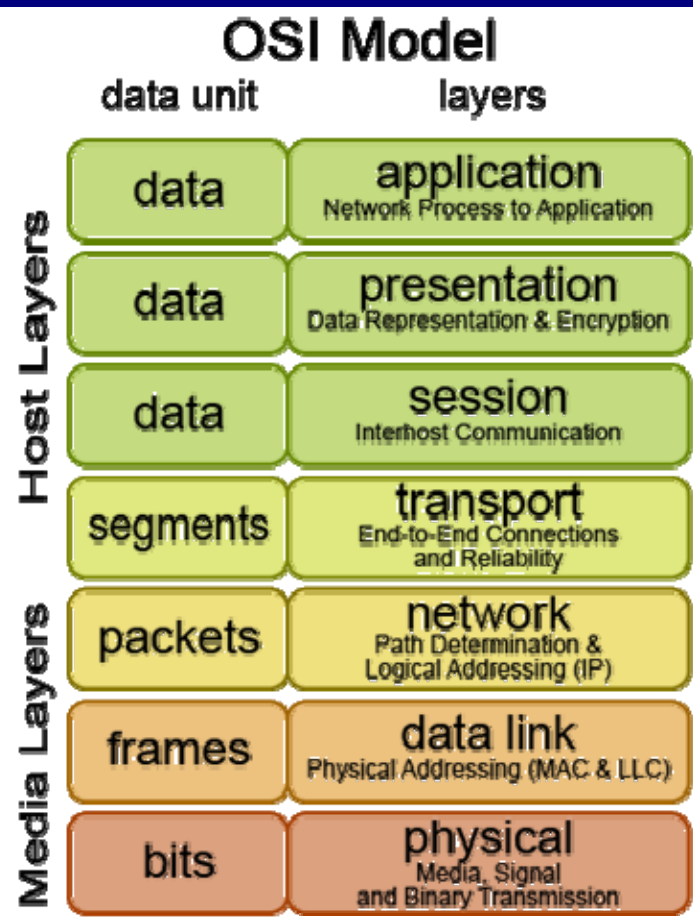 OSI Model
data unit layers
Host Layers
data application
Network Process to Application
data presentation
Data Representation & Encryption
data session
Interhost Communication
segments transport
End-to-End Connections
and Reliability
Media Layers
packets network
Path Determination &
Logical Addressing (IP)
frames data link
Physical Addressing (MAC & LLC)
bits physical
Media, Signal
and Binary Transmission